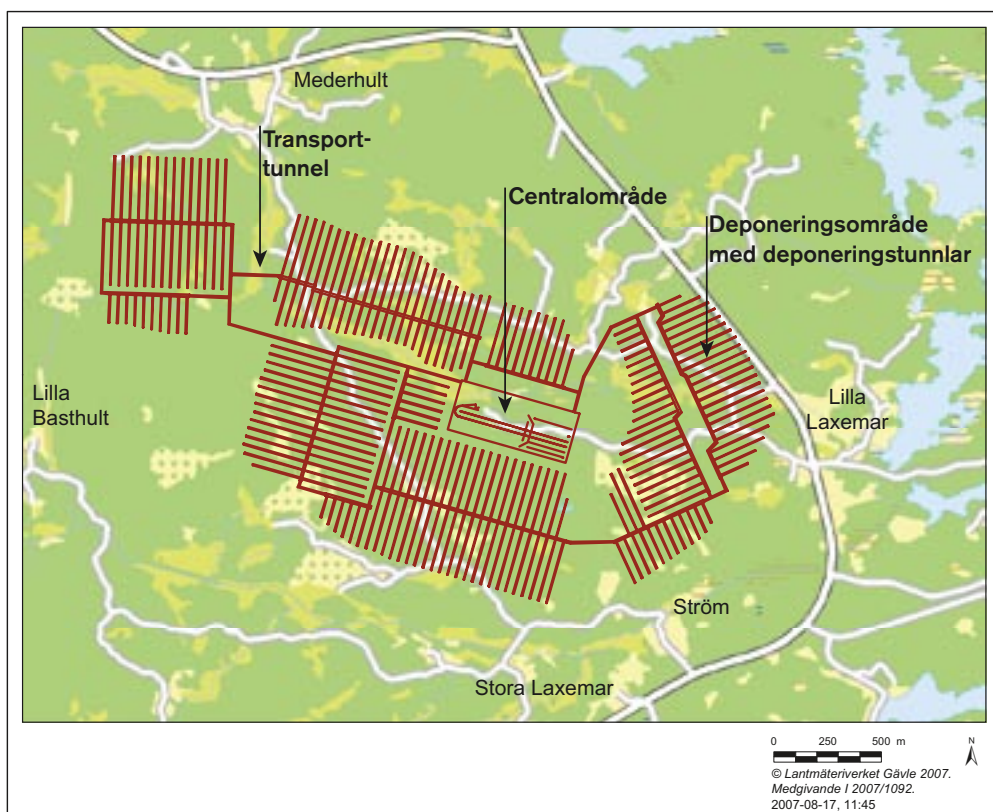 Mederhult
Transport-
tunnel
Centralområde
Deponeringsområde
med deponeringstunnlar
Lilla
Basthult
Lilla
Laxemar
Ström
Stora Laxemar
0 250 500 m
N
© Lantmäteriverket Gävle 2007.
Medgivande I 2007/1092.
2007-08-17, 11:45